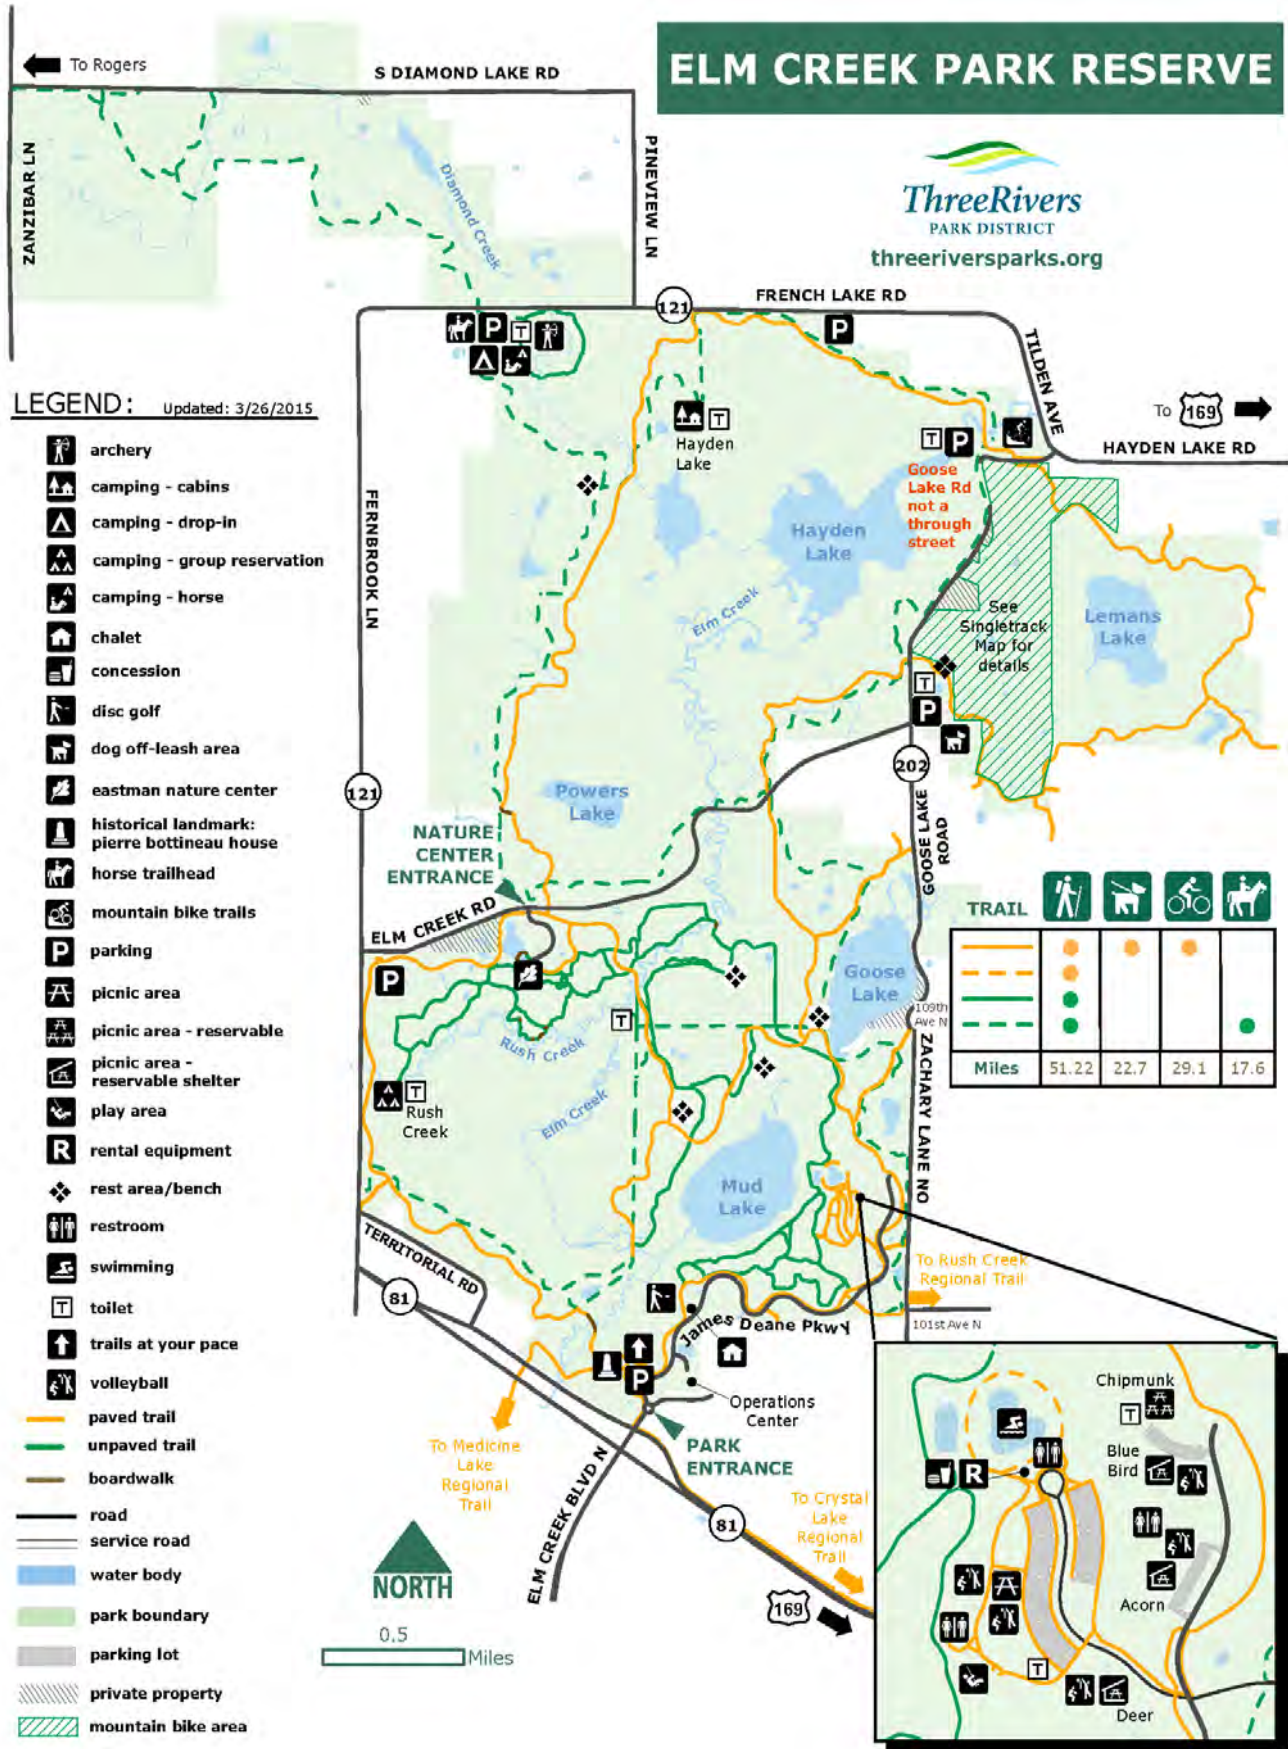 ELM CREEK PARK RESERVE
To Rogers
S DIAMOND LAKE RD
ZANZIBAR LN
PINEVIEW LN
Diamond Creek
ThreeRivers
PARK DISTRICT
threeriversparks.org
121
FRENCH LAKE RD
P
T
P
TILDEN AVE
To 169
HAYDEN LAKE RD
LEGEND:
Updated: 3/26/2015
archery
camping - cabins
camping - drop-in
camping - group reservation
camping - horse
chalet
concession
disc golf
dog off-leash area
eastman nature center
historical landmark:
pierre bottineau house
horse trailhead
mountain bike trails
P
parking
picnic area
picnic area - reservable
picnic area -
reservable shelter
play area
R
rental equipment
rest area/bench
restroom
swimming
T
toilet
trails at your pace
volleyball
paved trail
unpaved trail
boardwalk
road
service road
water body
park boundary
parking lot
private property
mountain bike area
T
Hayden
Lake
T
P
Goose
Lake Rd
not a
through
street
FERNBROOK LN
Hayden
Lake
Elm Creek
See
Singletrack
Map for
details
Lemans
Lake
T
P
202
121
Powers
Lake
GOOSE LAKE
ROAD
NATURE
CENTER
ENTRANCE
ELM CREEK RD
P
T
Rush Creek
Goose
Lake
109th
Ave N
TRAIL
Miles
51.22
22.7
29.1
17.6
T
Rush
Creek
Elm Creek
Mud
Lake
ZACHARY LANE NO
TERRITORIAL RD
81
To Rush Creek
Regional Trail
101st Ave N
James Deane Pkwy
P
Operations
Center
PARK
ENTRANCE
To Medicine
Lake
Regional
Trail
ELM CREEK BLVD N
81
To Crystal
Lake
Regional
Trail
169
NORTH
0.5
Miles
Chipmunk
T
Blue
Bird
R
Acorn
T
Deer